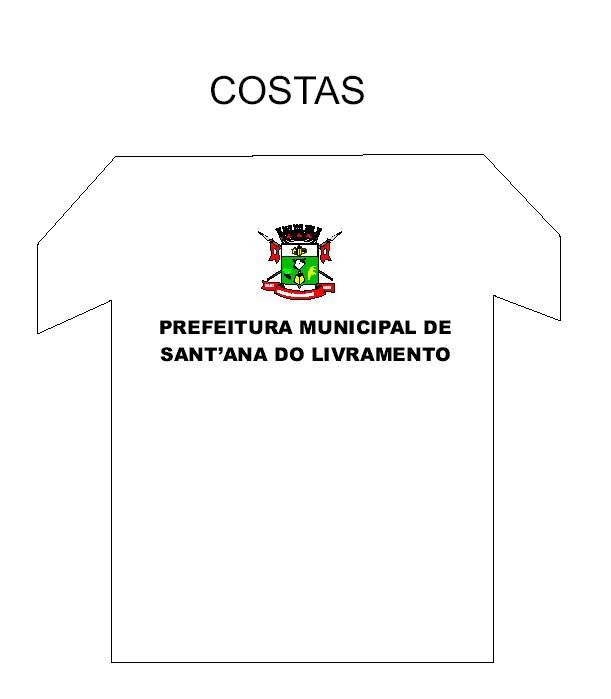 COSTAS
PREFEITURA MUNICIPAL DE
SANT’ANA DO LIVRAMENTO